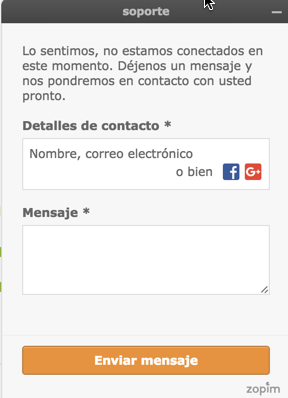 soporte
Lo sentimos, no estamos conectados en
este momento. Déjenos un mensaje y
nos pondremos en contacto con usted
pronto.
Detalles de contacto *
Nombre, correo electrónico
o bien
Mensaje *
Enviar mensaje
zopim